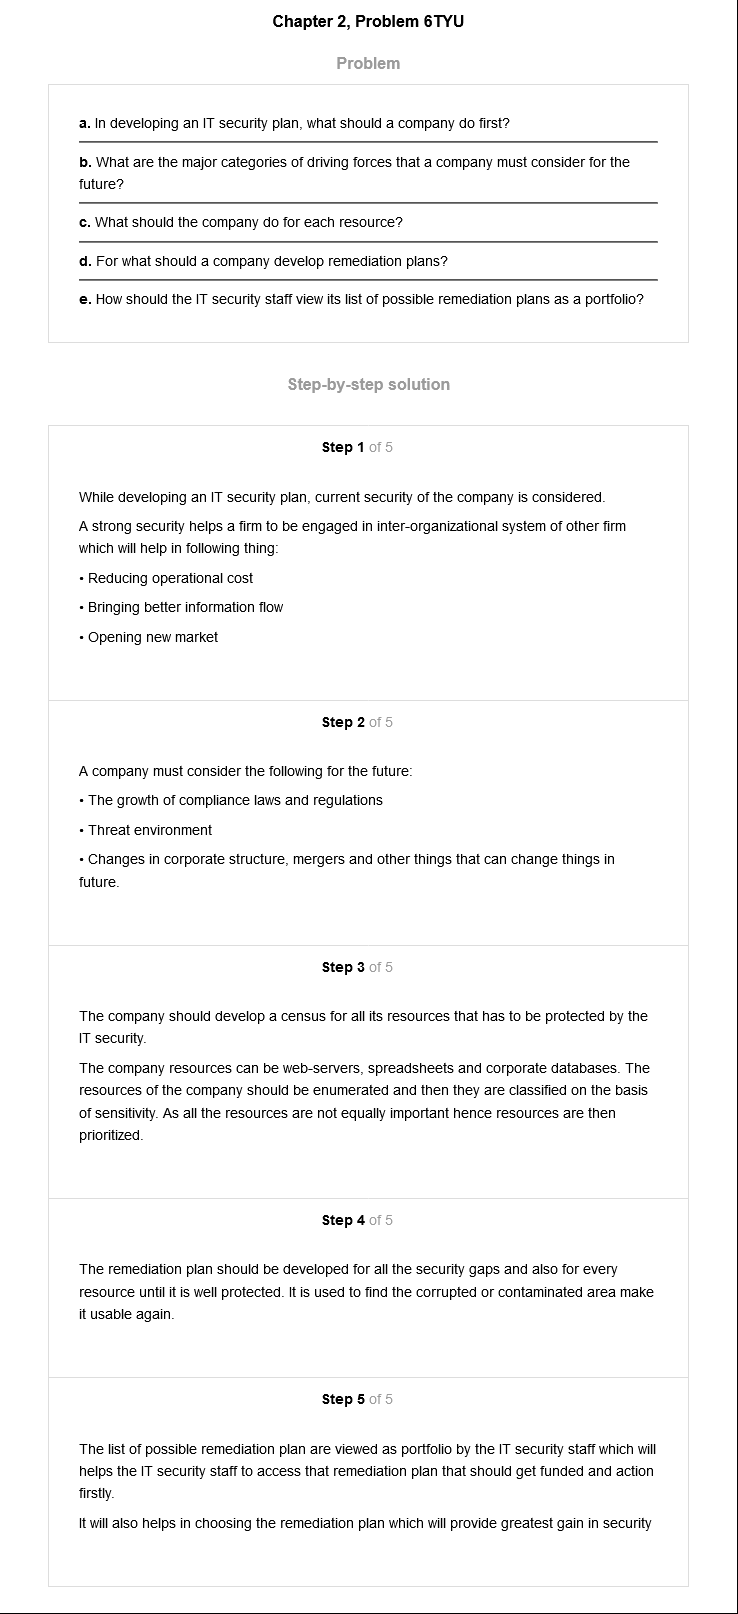 Chapter 2, Problem 6TYU
Problem
a. In developing an IT security plan, what should a company do first?
b. What are the major categories of driving forces that a company must consider for the
future?
c. What should the company do for each resource?
d. For what should a company develop remediation plans?
e. How should the IT security staff view its list of possible remediation plans as a portfolio?
Step-by-step solution
Step 1 of 5
While developing an IT security plan, current security of the company is considered.
A strong security helps a firm to be engaged in inter-organizational system of other firm
which will help in following thing:
• Reducing operational cost
• Bringing better information flow
• Opening new market
Step 2 of 5
A company must consider the following for the future:
• The growth of compliance laws and regulations
• Threat environment
• Changes in corporate structure, mergers and other things that can change things in
future.
Step 3 of 5
The company should develop a census for all its resources that has to be protected by the
IT security.
The company resources can be web-servers, spreadsheets and corporate databases. The
resources of the company should be enumerated and then they are classified on the basis
of sensitivity. As all the resources are not equally important hence resources are then
prioritized.
Step 4 of 5
The remediation plan should be developed for all the security gaps and also for every
resource until it is well protected. It is used to find the corrupted or contaminated area make
it usable again.
Step 5 of 5
The list of possible remediation plan are viewed as portfolio by the IT security staff which will
helps the IT security staff to access that remediation plan that should get funded and action
firstly.
It will also helps in choosing the remediation plan which will provide greatest gain in security